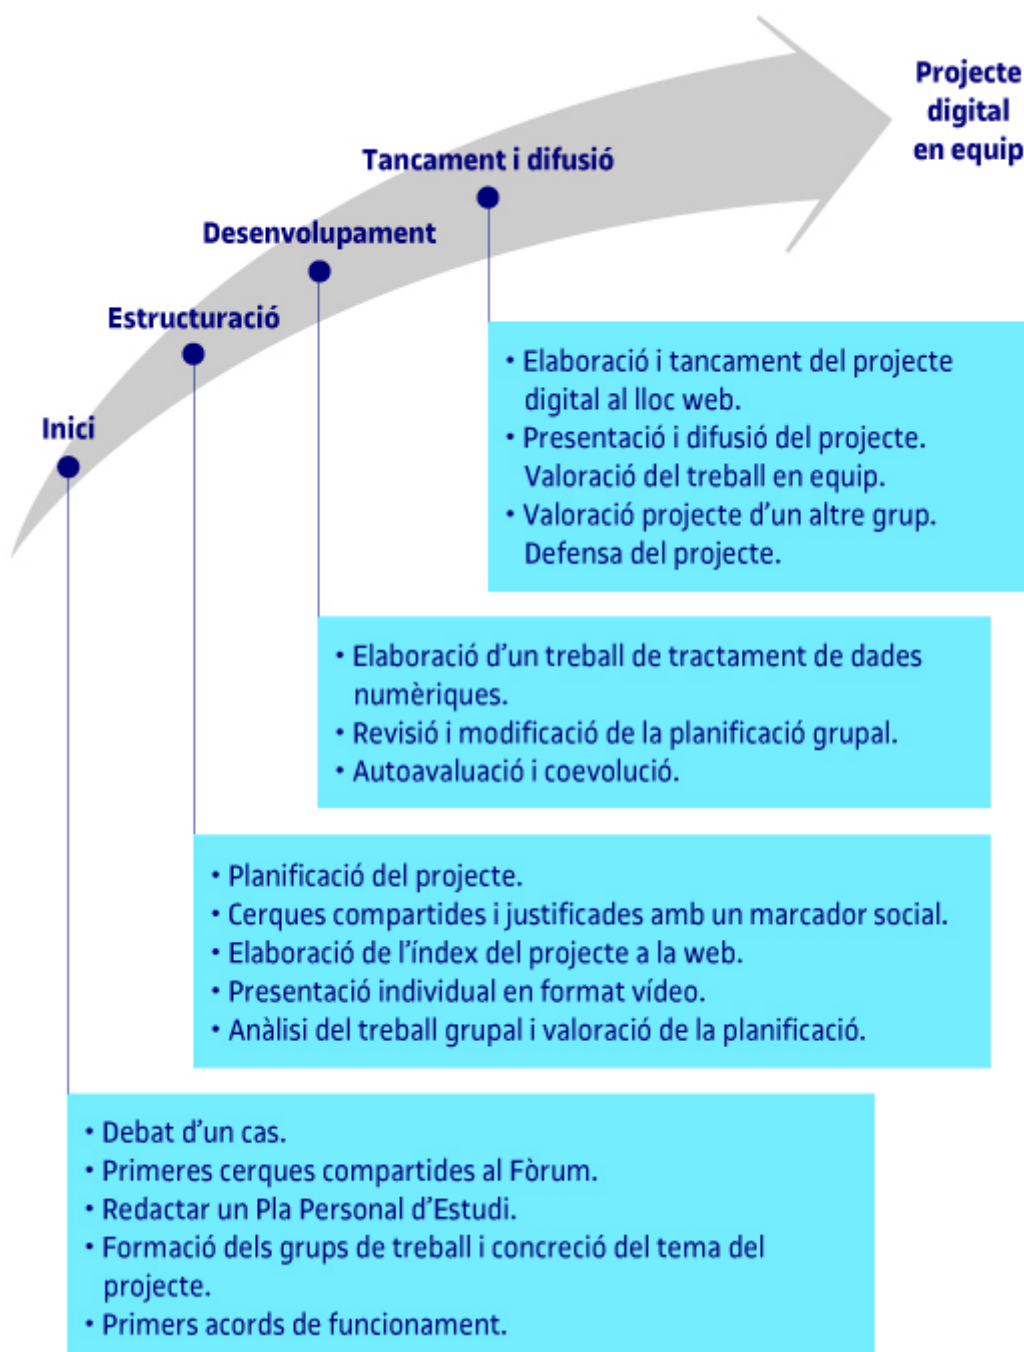 Projecte
digital
en equip
Tancament i difusió
Desenvolupament
Estructuració
Inici
• Elaboració i tancament del projecte
digital al lloc web.
• Presentació i difusió del projecte.
Valoració del treball en equip.
• Valoració projecte d’un altre grup.
Defensa del projecte.
• Elaboració d’un treball de tractament de dades
numèriques.
• Revisió i modificació de la planificació grupal.
• Autoavaluació i coevolució.
• Planificació del projecte.
• Cerques compartides i justificades amb un marcador social.
• Elaboració de l’índex del projecte a la web.
• Presentació individual en format vídeo.
• Anàlisi del treball grupal i valoració de la planificació.
• Debat d’un cas.
• Primeres cerques compartides al Fòrum.
• Redactar un Pla Personal d’Estudi.
• Formació dels grups de treball i concreció del tema del
projecte.
• Primers acords de funcionament.